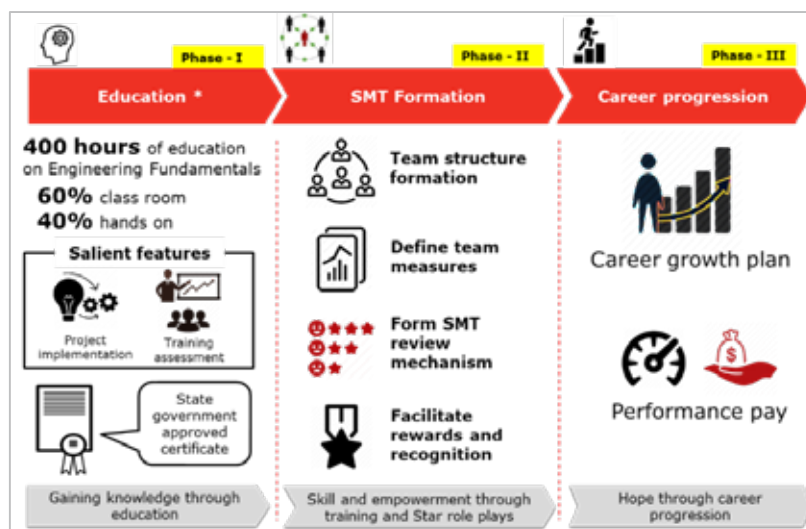 Phase - I
Phase - II
Phase - III
Education *
SMT Formation
Career progression
400 hours of education
on Engineering Fundamentals
60% class room
40% hands on
Salient features
Project
implementation
Training
assessment
State
government
approved
certificate
Gaining knowledge through
education
Team structure
formation
Define team
measures
Form SMT
review
mechanism
Facilitate
rewards and
recognition
Skill and empowerment through
training and Star role plays
Career growth plan
$
Performance pay
Hope through career
progression